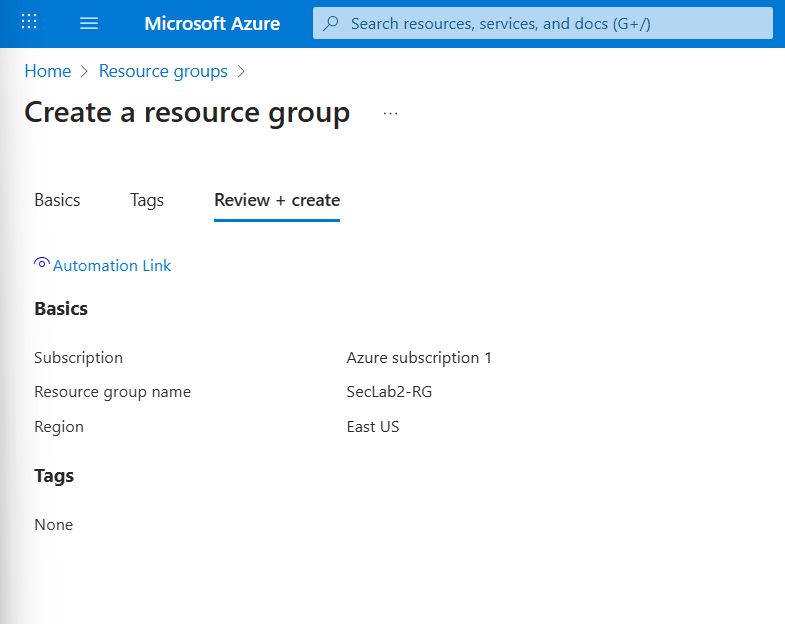 Microsoft Azure
Search resources, services, and docs (G+/)
Home > Resource groups >
Create a resource group ...
Basics Tags Review + create
Automation Link
Basics
Subscription Azure subscription 1
Resource group name SecLab2-RG
Region East US
Tags
None